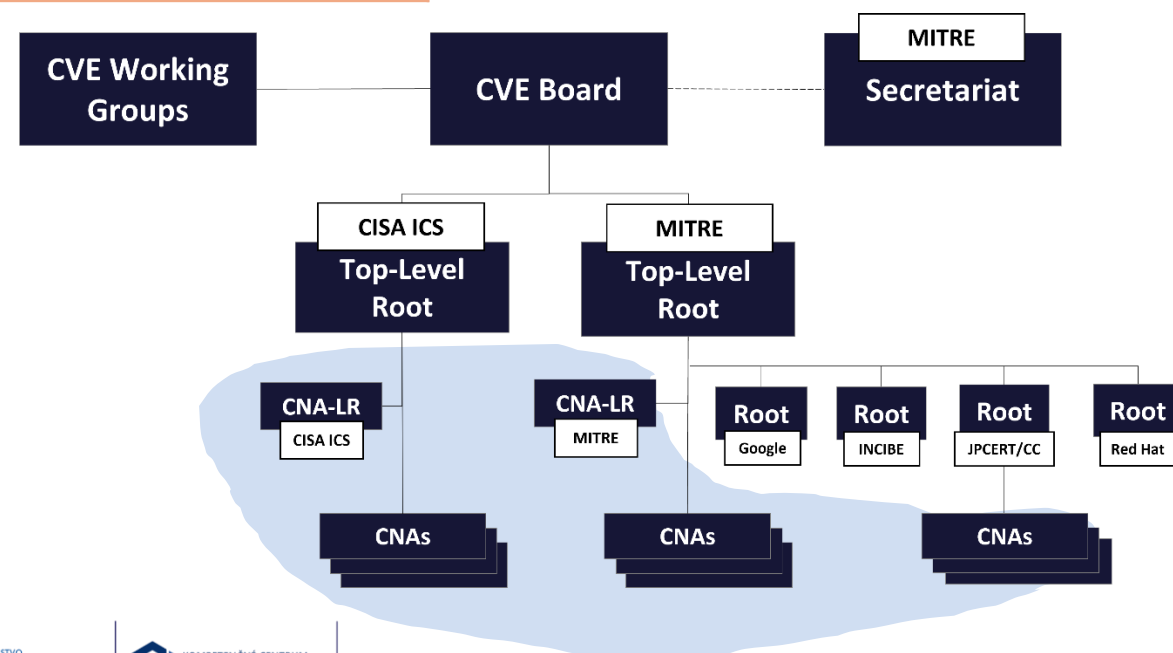 MITRE
CVE Working
Groups
CVE Board
Secretariat
CISA ICS
Top-Level
Root
MITRE
Top-Level
Root
CNA-LR
CISA ICS
CNA-LR
MITRE
Root
Google
Root
INCIBE
Root
JPCERT/CC
Root
Red Hat
CNAs
CNAs
CNAs